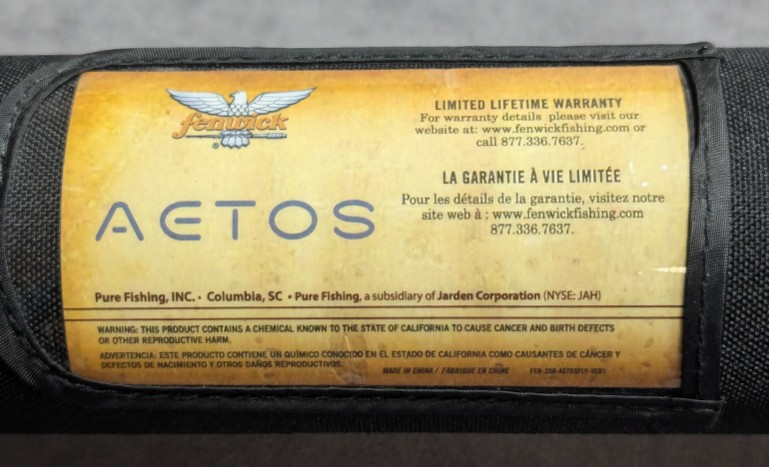 fenwick
AETOS
LIMITED LIFETIME WARRANTY
For warranty details please visit our
website at: www.fenwickfishing.com or
call 877.336.7637.
LA GARANTIE À VIE LIMITÉE
Pour les détails de la garantie, visitez notre
site web à : www.fenwickfishing.com
877.336.7637.
Pure Fishing, INC. • Columbia, SC • Pure Fishing, a subsidiary of Jarden Corporation (NYSE: JAH)
WARNING: THIS PRODUCT CONTAINS A CHEMICAL KNOWN TO THE STATE OF CALIFORNIA TO CAUSE CANCER AND BIRTH DEFECTS
OR OTHER REPRODUCTIVE HARM.
ADVERTENCIA: ESTE PRODUCTO CONTIENE UN QUÍMICO CONOCIDO EN EL ESTADO DE CALIFORNIA COMO CAUSANTES DE CÁNCER Y
DEFECTOS DE NACIMIENTO Y OTROS DAÑOS REPRODUCTIVOS.
MADE IN CHINA / FABRIQUÉ EN CHINE